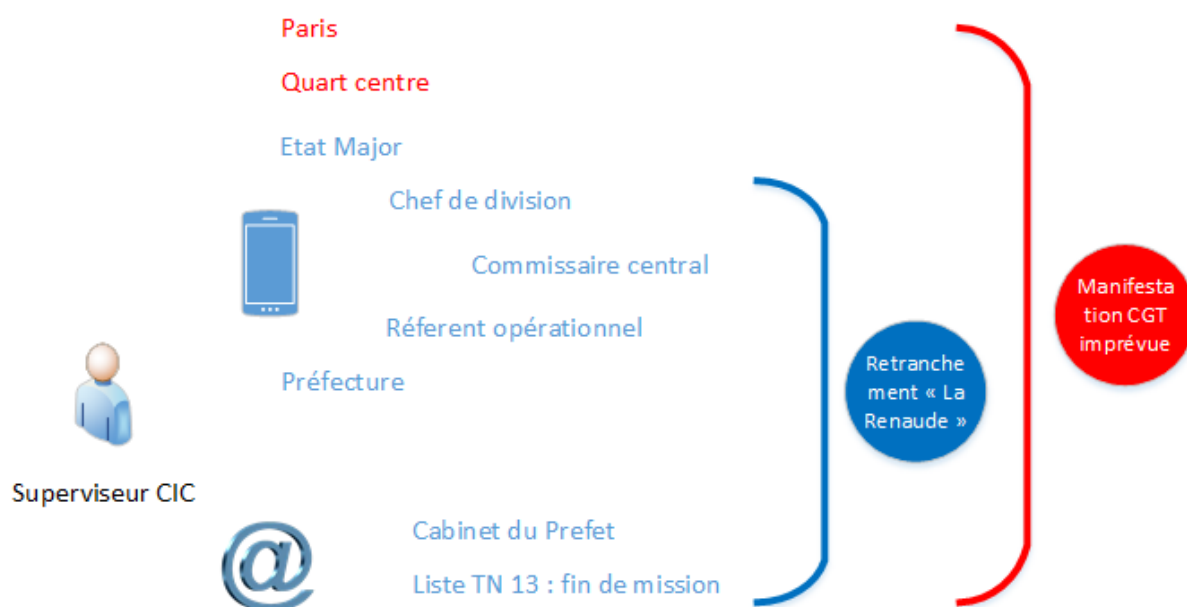 Paris
Quart centre
Etat Major
Chef de division
Commissaire central
Réferent opérationnel
Préfecture
Superviseur CIC
Cabinet du Prefet
Liste TN 13 : fin de mission
Retranche
ment « La
Renaude »
Manifesta
tion CGT
imprévue